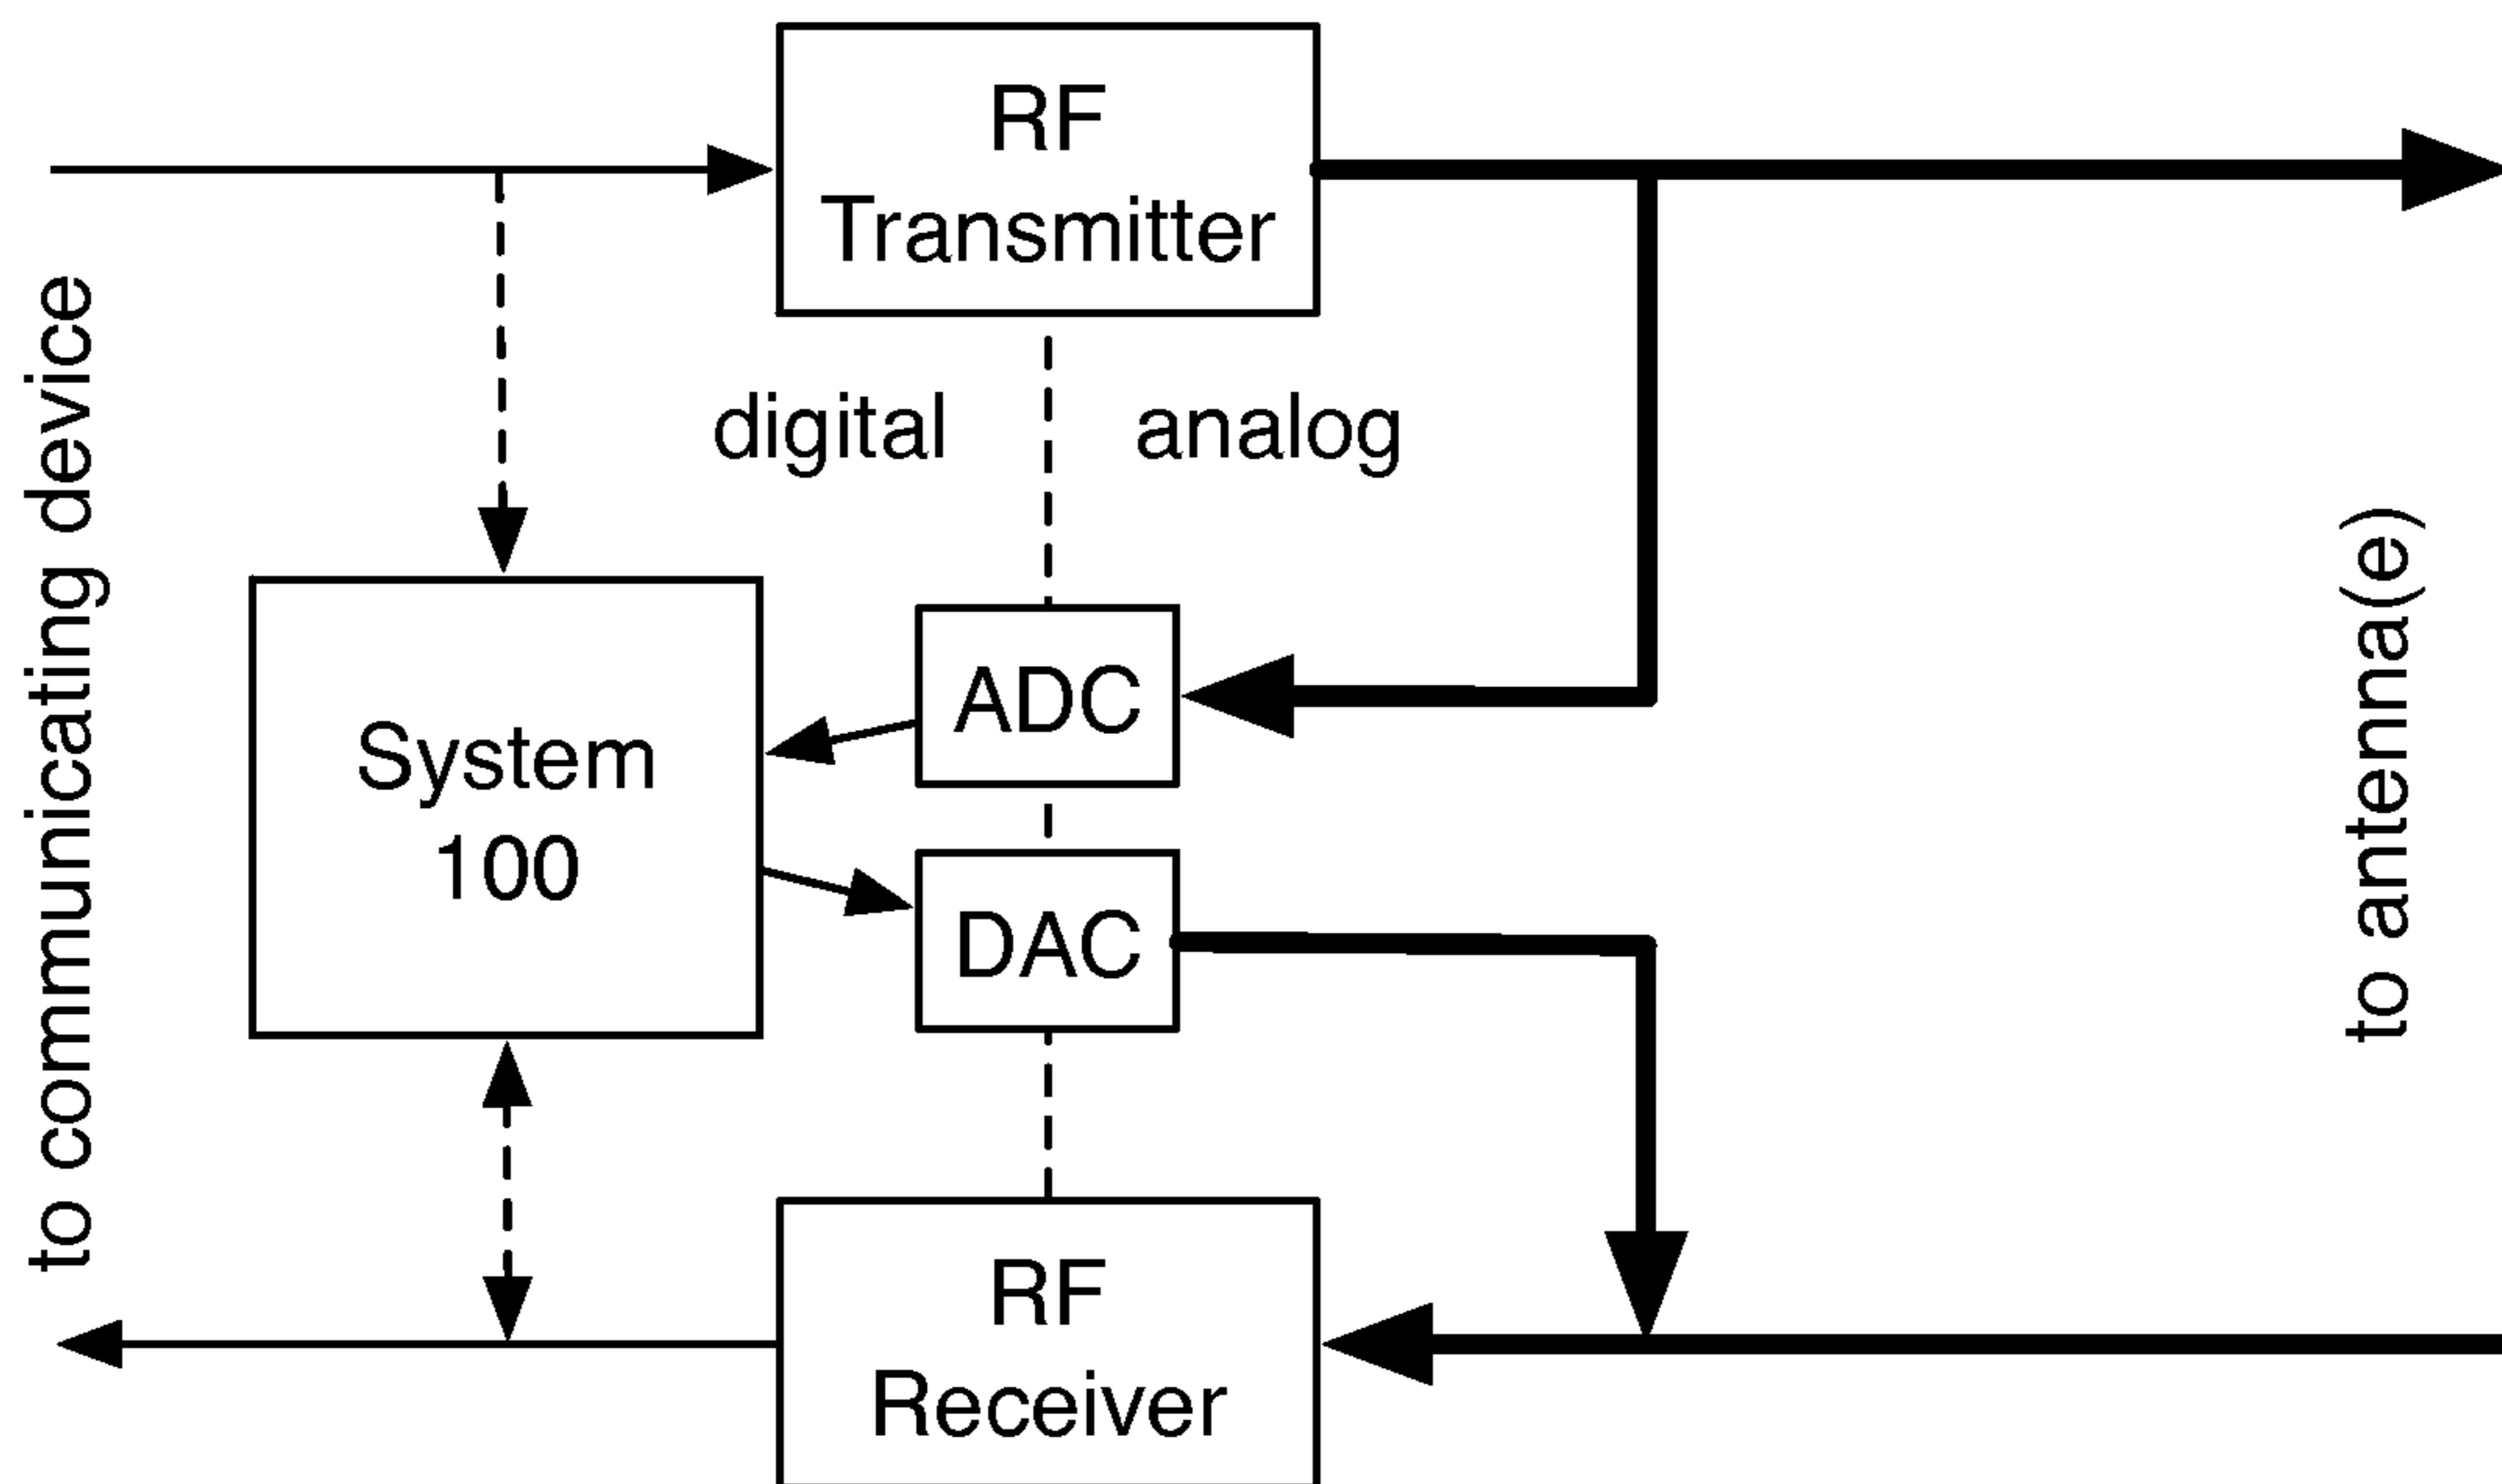 RF
Transmitter
to communicating device
digital
analog
to antenna(e)
ADC
System
100
DAC
RF
Receiver